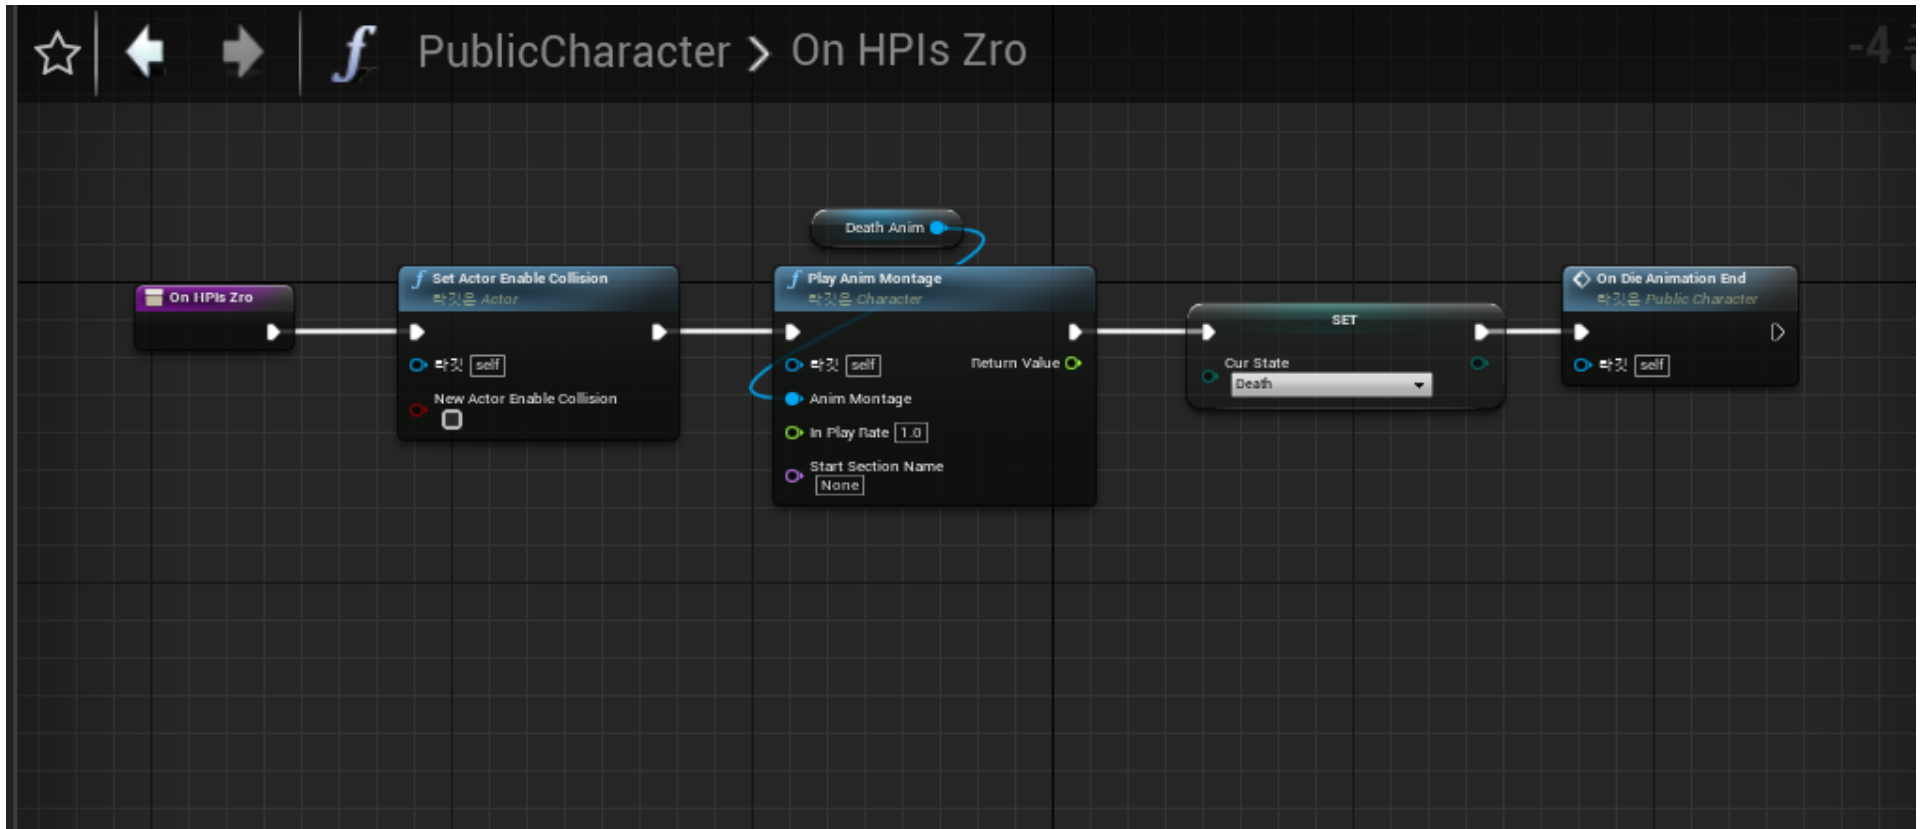 PublicCharacter > On HPIs Zro
-4
Death Anim
On HPIs Zro
Set Actor Enable Collision
타깃은 Actor
타깃 self
New Actor Enable Collision
Play Anim Montage
타깃은 Character
타깃 self
Return Value
Anim Montage
In Play Rate 1.0
Start Section Name
None
SET
Cur State
Death
On Die Animation End
타깃은 Public Character
타깃 self